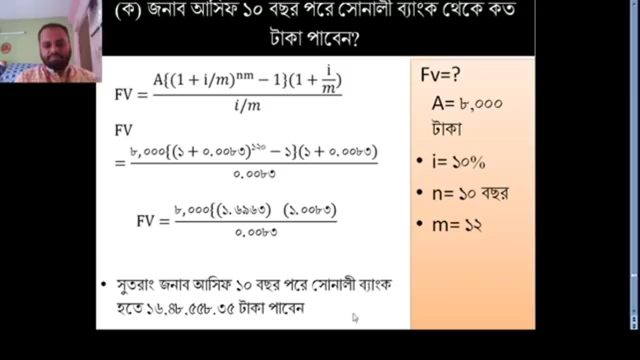 (ক) জনাব আসিফ ১০ বছর পরে সোনালী ব্যাংক থেকে কত
টাকা পাবেন?
FV = A{(1 + i/m)^nm − 1}(1 + i/m) / i/m
FV
= ৮,০০০{(১ + ০.০০৮৩)^১২০ − ১}(১ + ০.০০৮৩) / ০.০০৮৩
FV = ৮,০০০{(১.৬৯৬৩) (১.০০৮৩) / ০.০০৮৩
• সুতরাং জনাব আসিফ ১০ বছর পরে সোনালী ব্যাংক
হতে ১৬,৪৮,৫৫৮.৩৫ টাকা পাবেন
Fv=?
A= ৮,০০০
টাকা
• i= ১০%
• n= ১০ বছর
• m= ১২